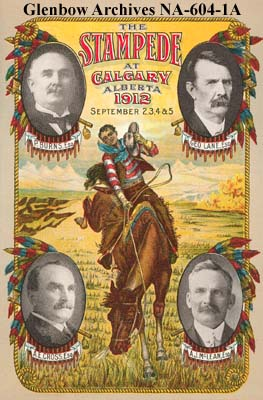 Glenbow Archives NA-604-1A
THE
STAMPEDE
AT
CALGARY
ALBERTA
1912
SEPTEMBER 2,3,4 & 5
P. BURNS, Esq.
GEO. LANE, Esq.
A.E. CROSS, Esq.
A.J. McLEAN, Esq.